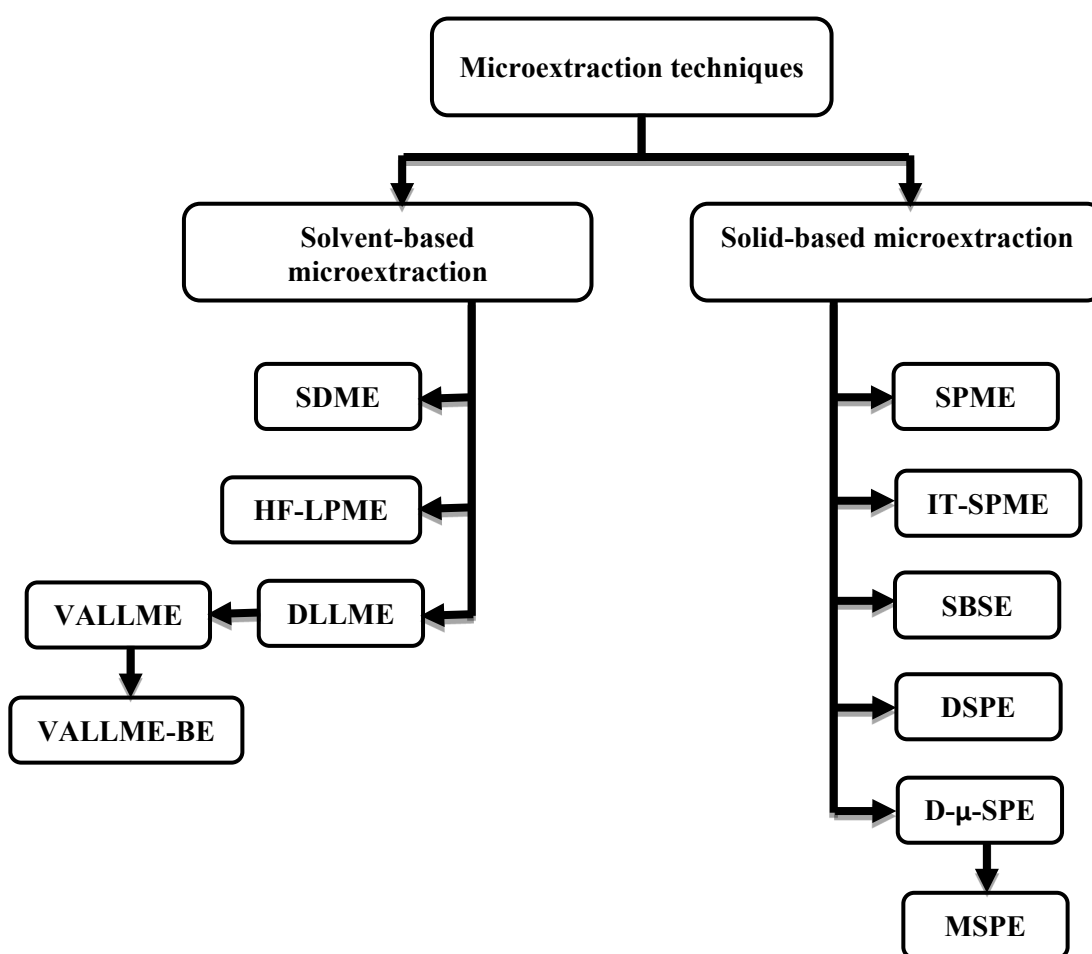 Microextraction techniques
Solvent-based
microextraction
Solid-based microextraction
SDME
SPME
HF-LPME
IT-SPME
VALLME
DLLME
SBSE
VALLME-BE
DSPE
D-μ-SPE
MSPE